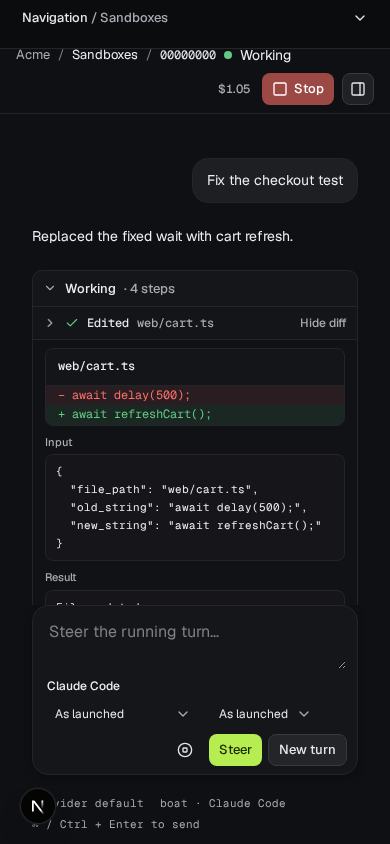 Navigation / Sandboxes
Acme / Sandboxes / 00000000 Working
$1.05 Stop
Fix the checkout test
Replaced the fixed wait with cart refresh.
Working · 4 steps
Edited web/cart.ts Hide diff
web/cart.ts
- await delay(500);
+ await refreshCart();
Input
{
"file_path": "web/cart.ts",
"old_string": "await delay(500);",
"new_string": "await refreshCart();"
}
Result
Steer the running turn...
Claude Code
As launched As launched
Steer New turn
N
default boat · Claude Code
/ Ctrl + Enter to send